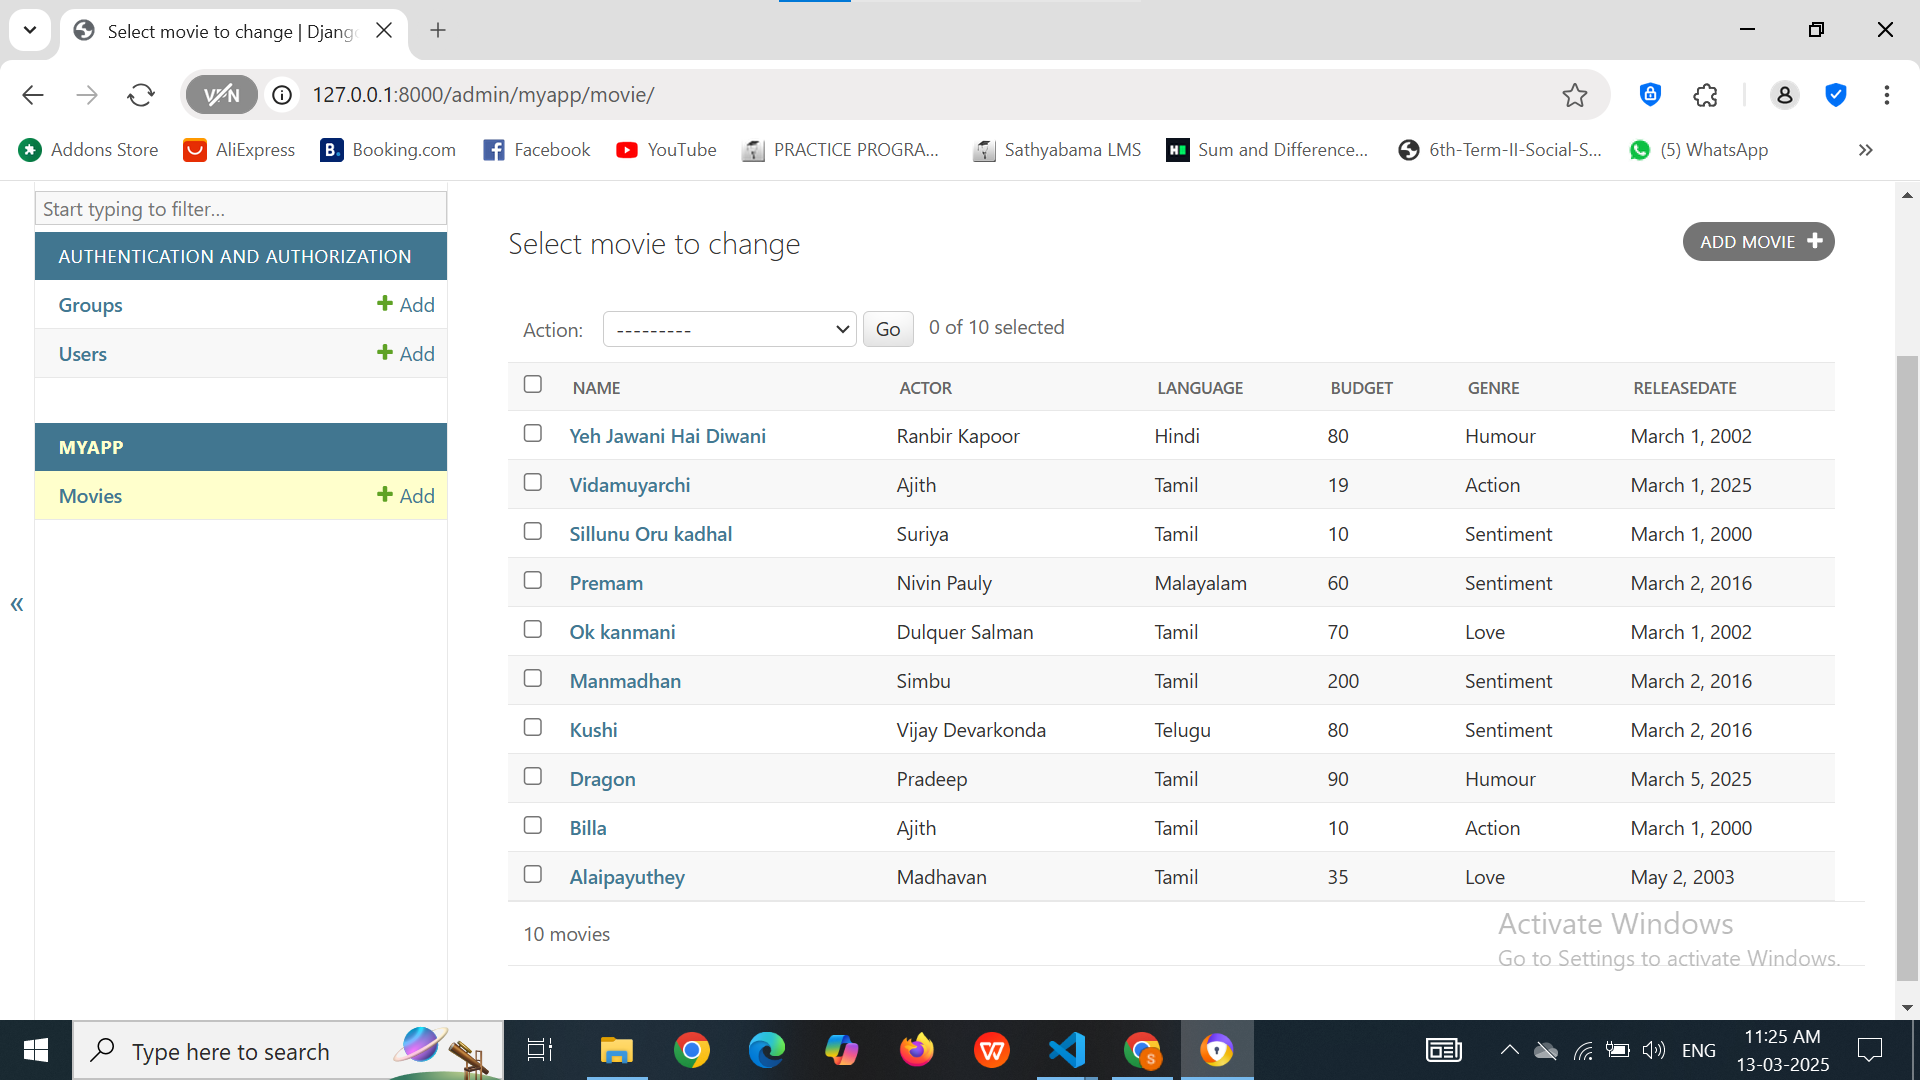 Select movie to change | Djang
VPN
127.0.0.1:8000/admin/myapp/movie/
Addons Store AliExpress Booking.com Facebook YouTube PRACTICE PROGRA... Sathyabama LMS Sum and Difference... 6th-Term-II-Social-S... (5) WhatsApp
Start typing to filter...
AUTHENTICATION AND AUTHORIZATION
Groups Add
Users Add
MYAPP
Movies Add
«
Select movie to change
ADD MOVIE
Action: --------- Go 0 of 10 selected
NAME ACTOR LANGUAGE BUDGET GENRE RELEASEDATE
Yeh Jawani Hai Diwani Ranbir Kapoor Hindi 80 Humour March 1, 2002
Vidamuyarchi Ajith Tamil 19 Action March 1, 2025
Sillunu Oru kadhal Suriya Tamil 10 Sentiment March 1, 2000
Premam Nivin Pauly Malayalam 60 Sentiment March 2, 2016
Ok kanmani Dulquer Salman Tamil 70 Love March 1, 2002
Manmadhan Simbu Tamil 200 Sentiment March 2, 2016
Kushi Vijay Devarkonda Telugu 80 Sentiment March 2, 2016
Dragon Pradeep Tamil 90 Humour March 5, 2025
Billa Ajith Tamil 10 Action March 1, 2000
Alaipayuthey Madhavan Tamil 35 Love May 2, 2003
10 movies
Activate Windows
Go to Settings to activate Windows.
Type here to search
ENG
11:25 AM
13-03-2025